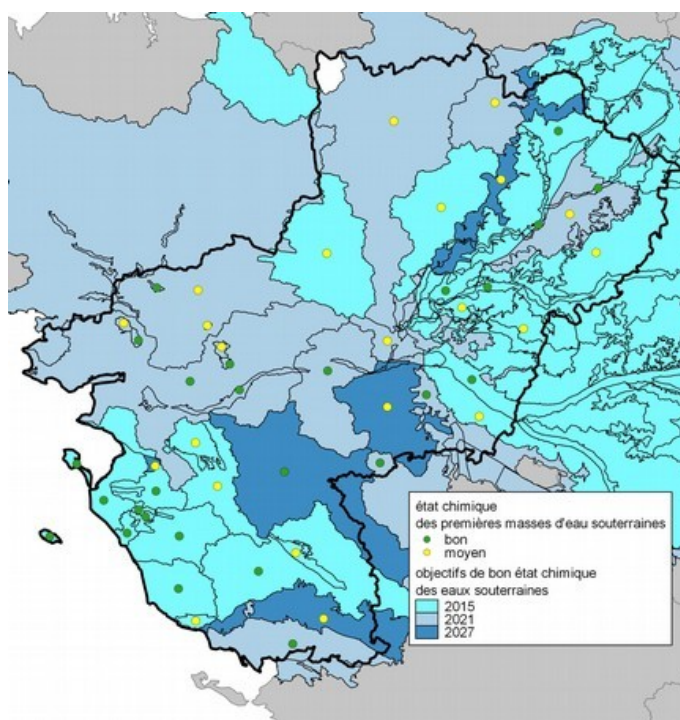 état chimique
des premières masses d'eau souterraines
bon
moyen
objectifs de bon état chimique
des eaux souterraines
2015
2021
2027